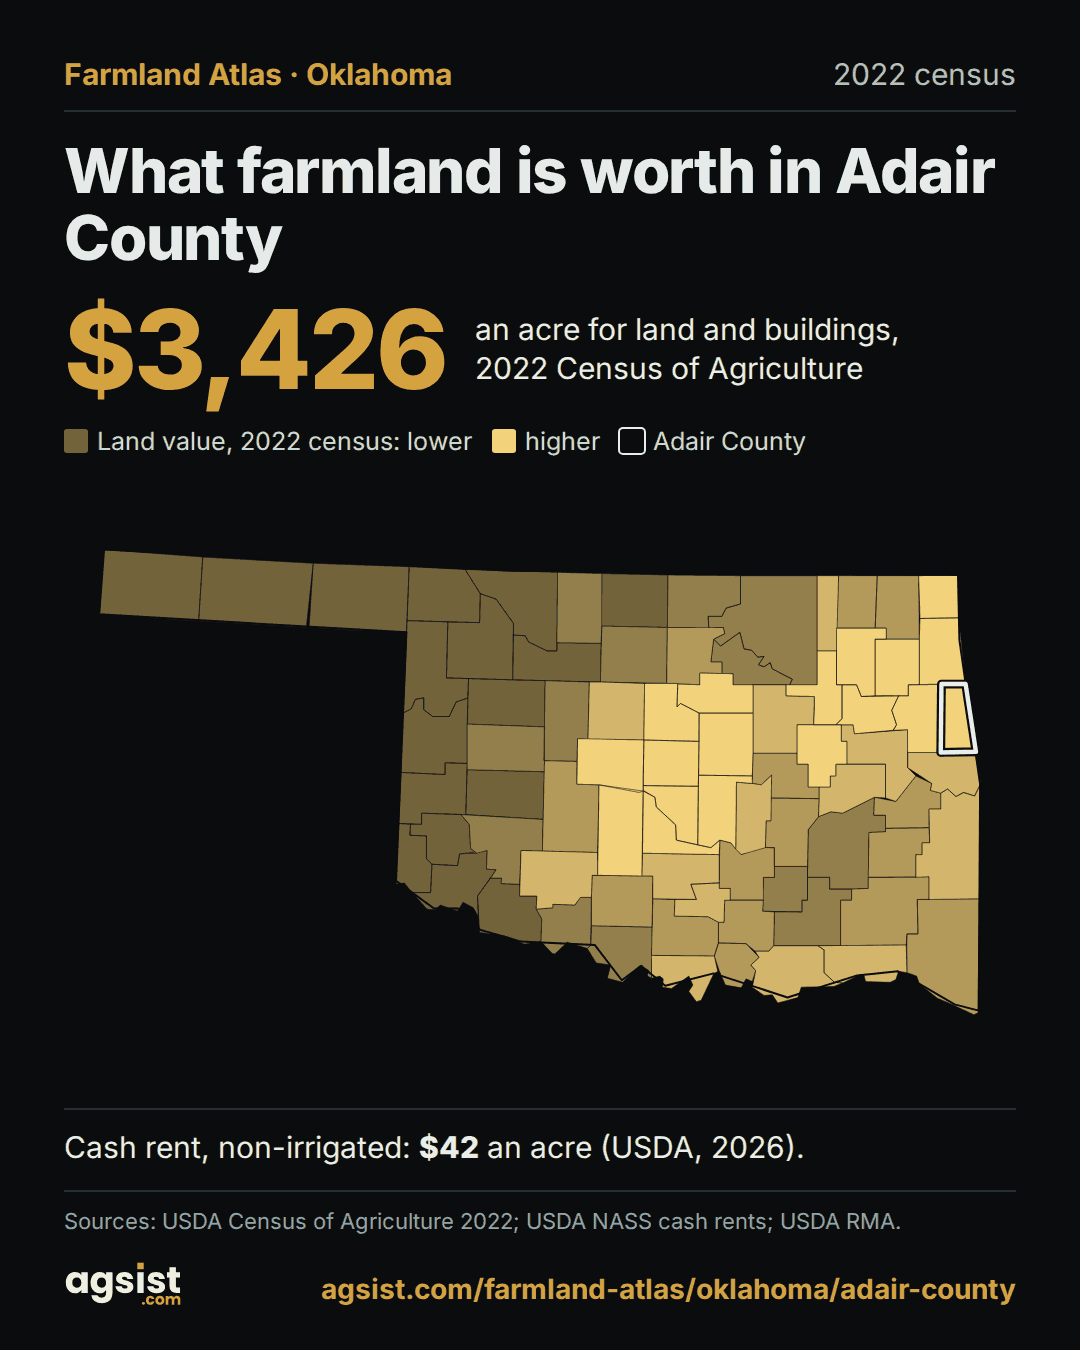 Farmland Atlas · Oklahoma
2022 census
What farmland is worth in Adair
County
$3,426
an acre for land and buildings,
2022 Census of Agriculture
Land value, 2022 census: lower
higher
Adair County
Cash rent, non-irrigated: $42 an acre (USDA, 2026).
Sources: USDA Census of Agriculture 2022; USDA NASS cash rents; USDA RMA.
agsist
.com
agsist.com/farmland-atlas/oklahoma/adair-county